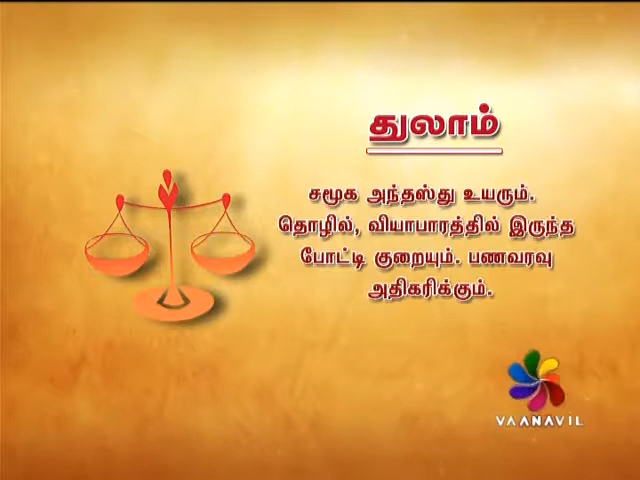 துலாம்
சமூக அந்தஸ்து உயரும்.
தொழில், வியாபாரத்தில் இருந்த
போட்டி குறையும். பணவரவு
அதிகரிக்கும்.
VAANAVIL